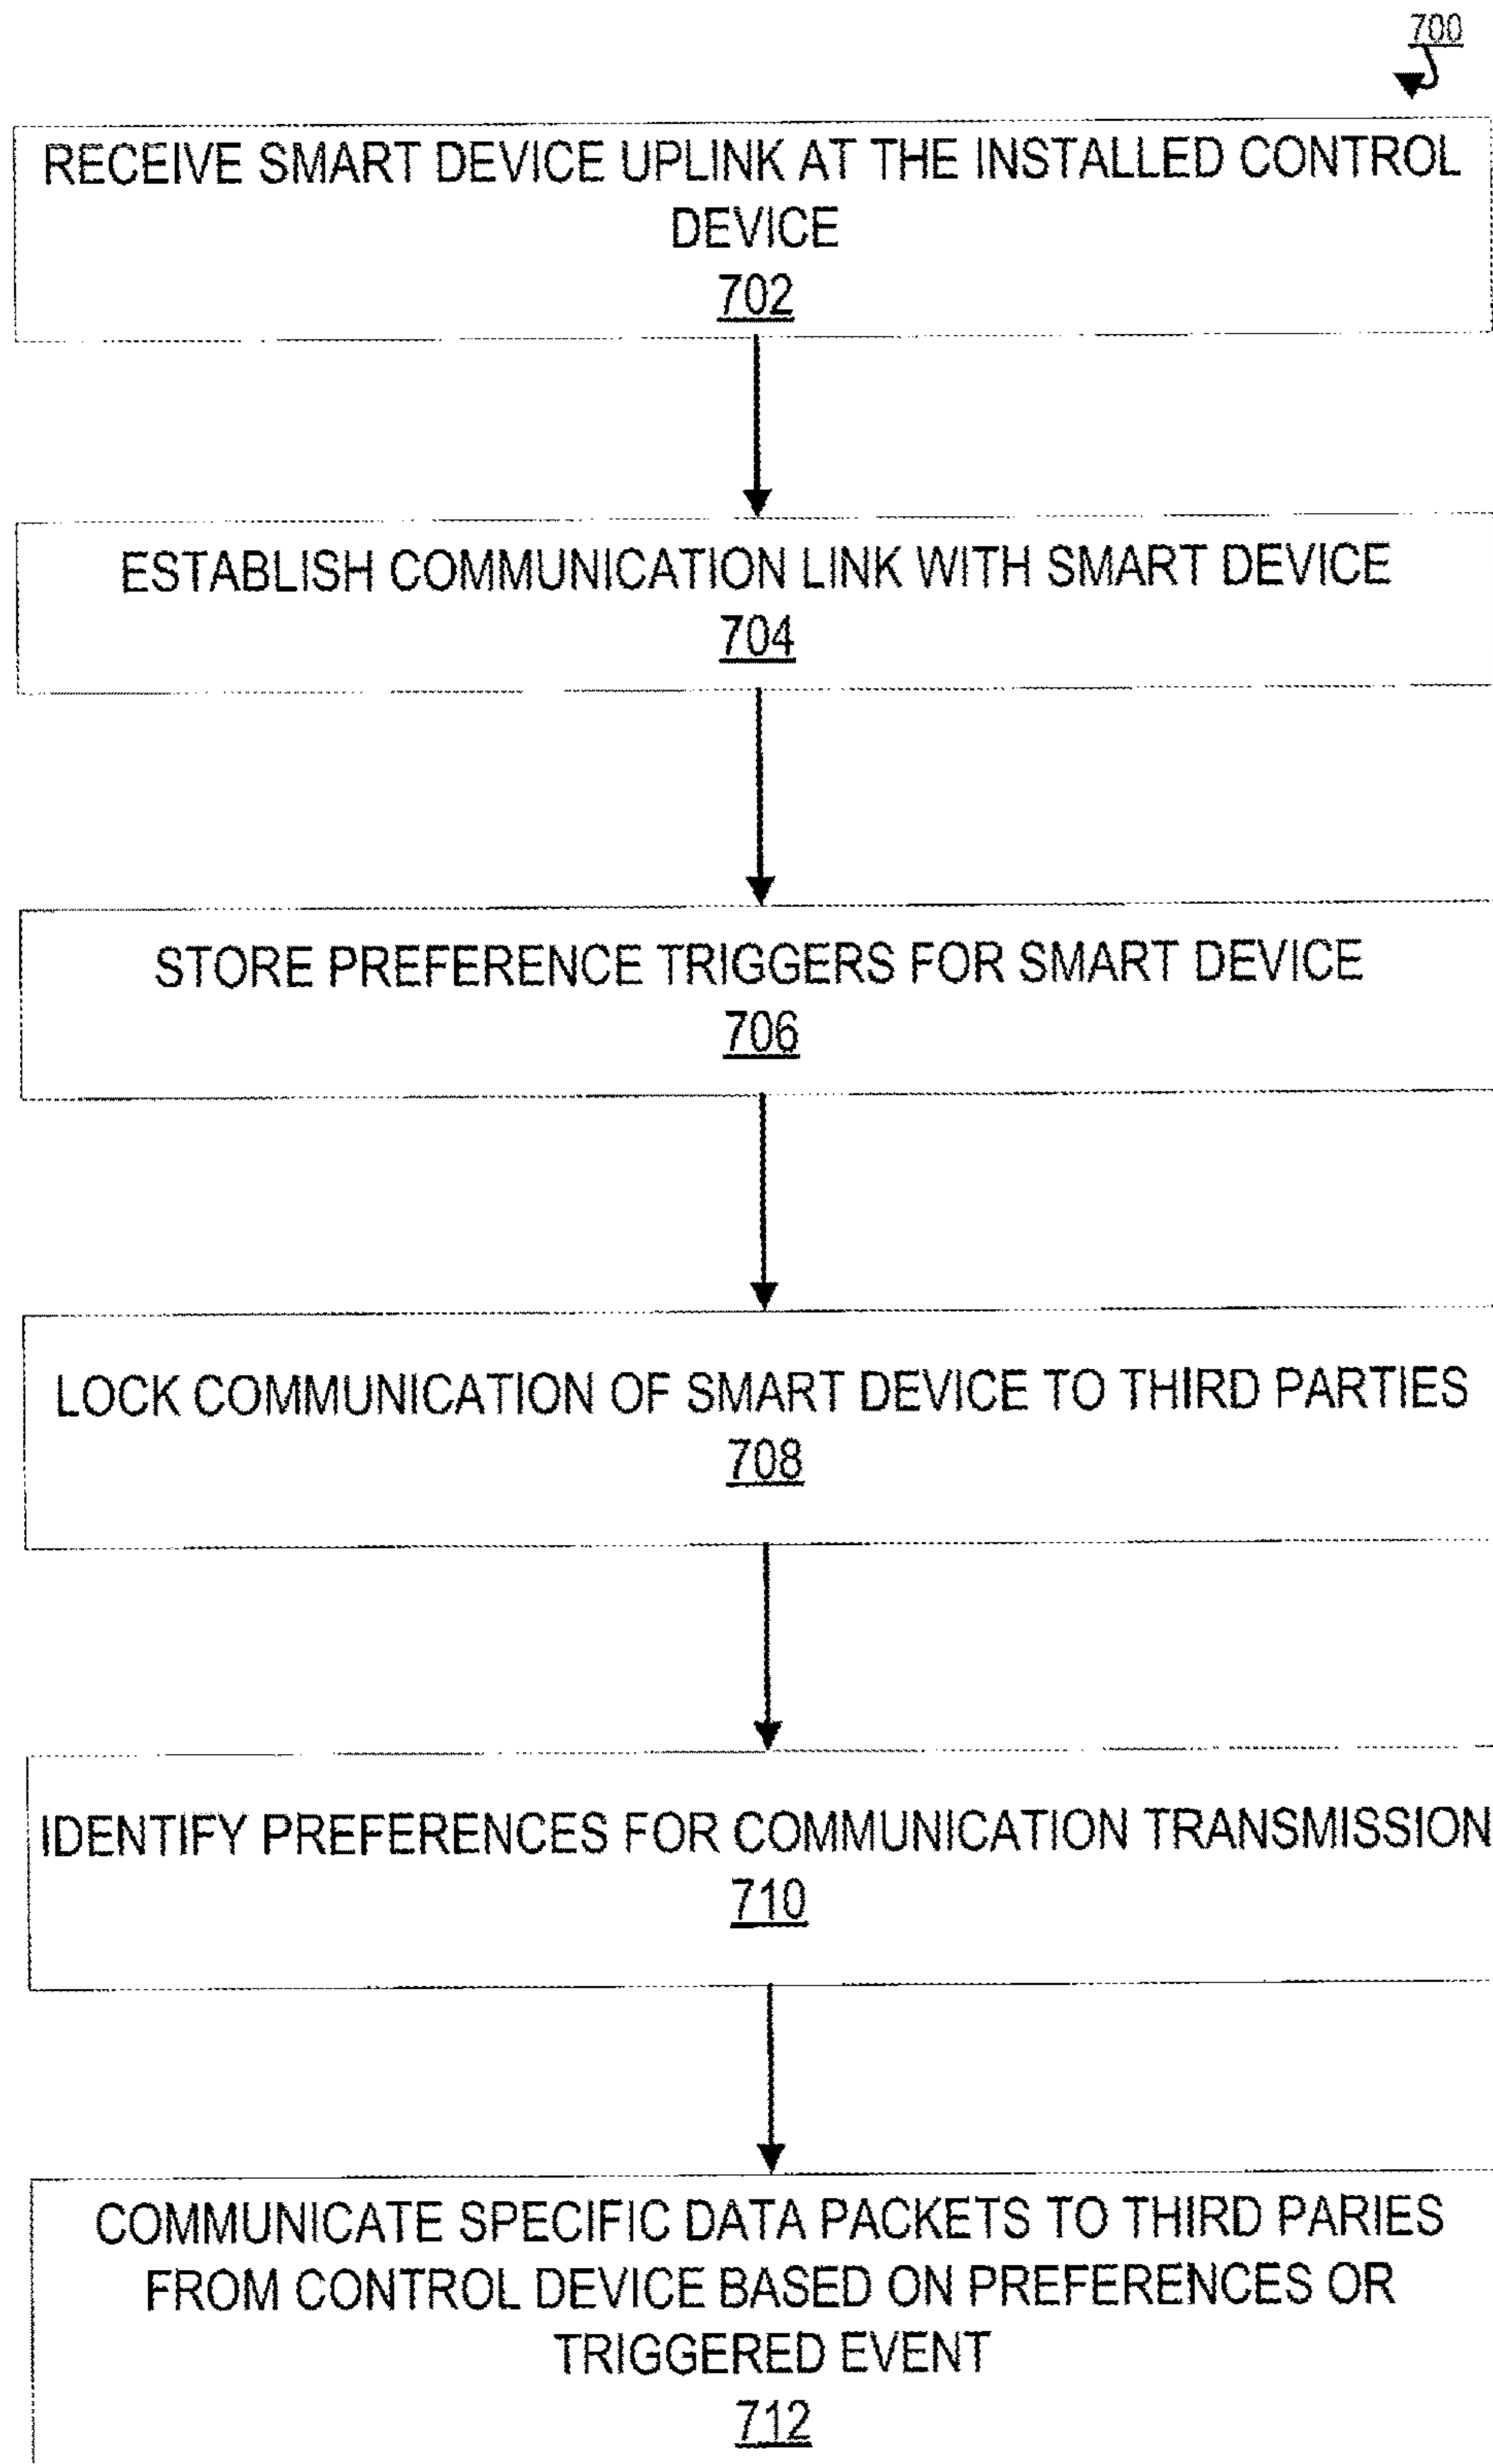 700
RECEIVE SMART DEVICE UPLINK AT THE INSTALLED CONTROL
DEVICE
702
ESTABLISH COMMUNICATION LINK WITH SMART DEVICE
704
STORE PREFERENCE TRIGGERS FOR SMART DEVICE
706
LOCK COMMUNICATION OF SMART DEVICE TO THIRD PARTIES
708
IDENTIFY PREFERENCES FOR COMMUNICATION TRANSMISSION
710
COMMUNICATE SPECIFIC DATA PACKETS TO THIRD PARIES
FROM CONTROL DEVICE BASED ON PREFERENCES OR
TRIGGERED EVENT
712